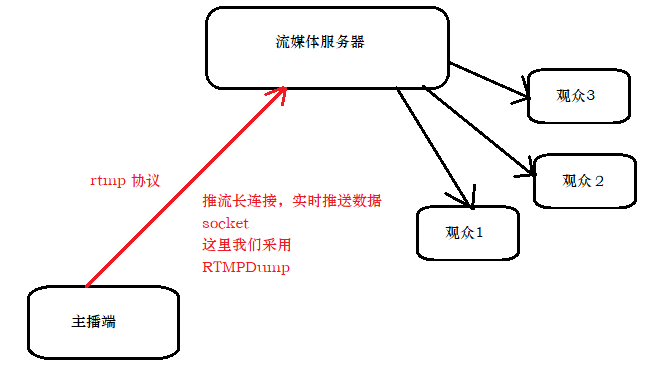 流媒体服务器
观众3
rtmp 协议
观众 2
推流长连接，实时推送数据
socket
这里我们采用
RTMPDump
观众1
主播端